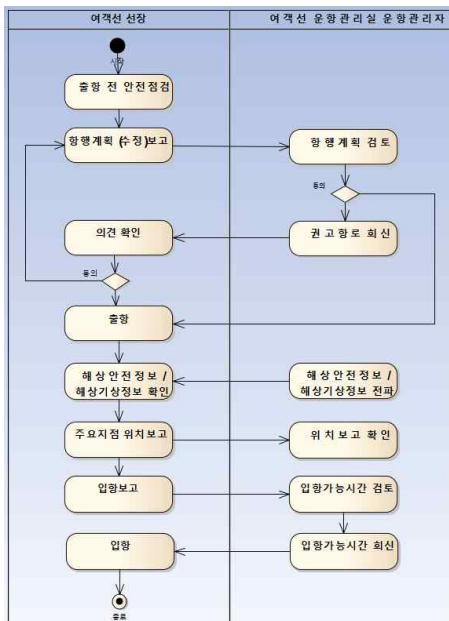 여객선 선장
여객선 운항관리실 운항관리자
시작
출항 전 안전점검
항행계획 (수정)보고
항행계획 검토
동의
의견 확인
권고항로 회신
동의
출항
해상안전정보 /
해상기상정보 확인
해상안전정보 /
해상기상정보 전파
주요지점 위치보고
위치보고 확인
입항보고
입항가능시간 검토
입항
입항가능시간 회신
종료